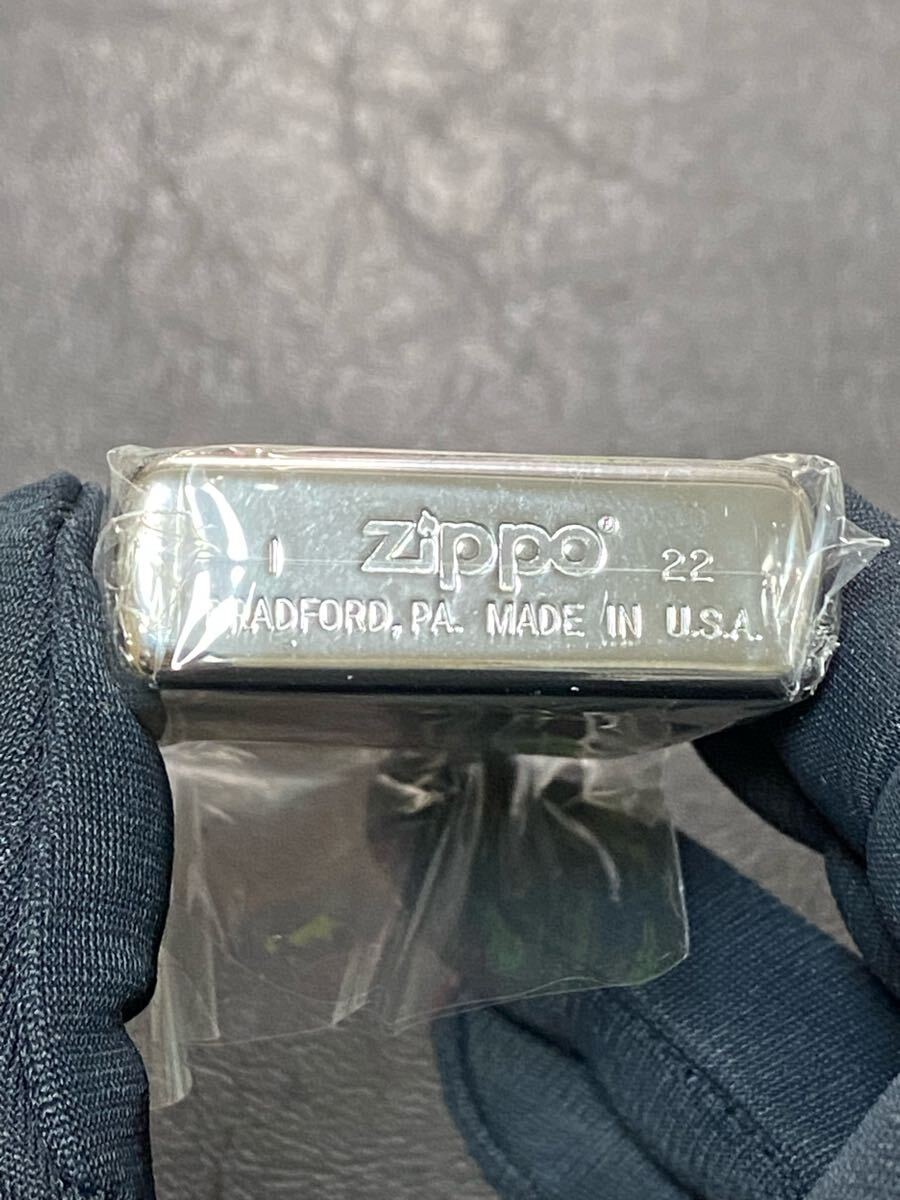 I zippo® 22
BRADFORD, PA. MADE IN U.S.A.